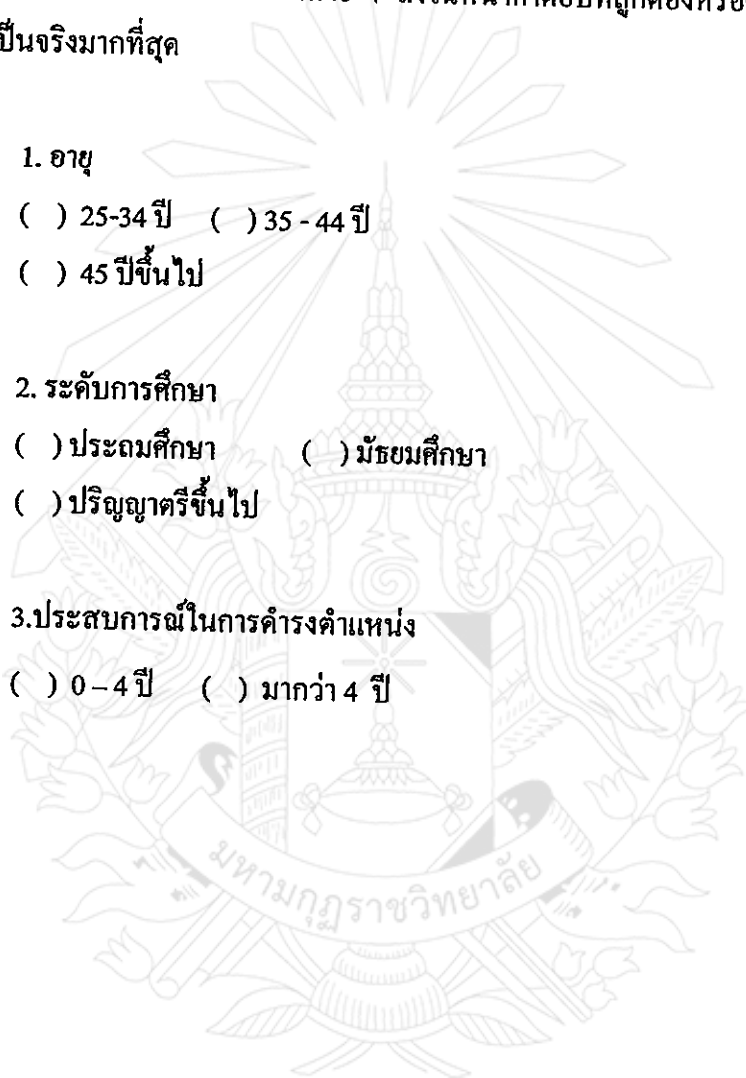 ป็นจริงมากที่สุด
1. อายุ
( ) 25-34 ปี ( ) 35 - 44 ปี
( ) 45 ปีขึ้นไป
2. ระดับการศึกษา
( ) ประถมศึกษา ( ) มัธยมศึกษา
( ) ปริญญาตรีขึ้นไป
3.ประสบการณ์ในการดำรงตำแหน่ง
( ) 0 – 4 ปี ( ) มากว่า 4 ปี
มหามกุฏราชวิทยาลัย